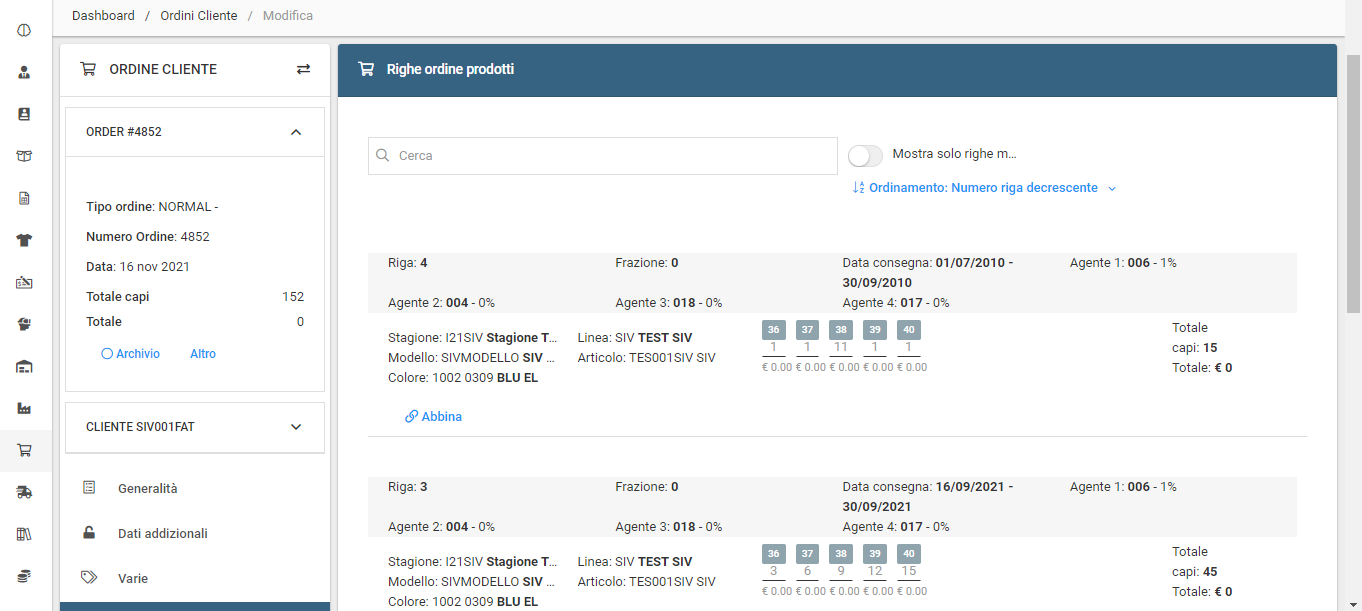 Dashboard / Ordini Cliente / Modifica
ORDINE CLIENTE
ORDER #4852
Tipo ordine: NORMAL -
Numero Ordine: 4852
Data: 16 nov 2021
Totale capi 152
Totale 0
Archivio Altro
CLIENTE SIV001FAT
Generalità
Dati addizionali
Varie
Righe ordine prodotti
Cerca
Mostra solo righe m...
Ordinamento: Numero riga decrescente
Riga: 4 Frazione: 0 Data consegna: 01/07/2010 - Agente 1: 006 - 1%
30/09/2010
Agente 2: 004 - 0% Agente 3: 018 - 0% Agente 4: 017 - 0%
Stagione: I21SIV Stagione T...
Modello: SIVMODELLO SIV ...
Colore: 1002 0309 BLU EL
Linea: SIV TEST SIV
Articolo: TES001SIV SIV
36 37 38 39 40
1 1 11 1 1
€ 0.00 € 0.00 € 0.00 € 0.00 € 0.00
Totale
capi: 15
Totale: € 0
Abbina
Riga: 3 Frazione: 0 Data consegna: 16/09/2021 - Agente 1: 006 - 1%
30/09/2021
Agente 2: 004 - 0% Agente 3: 018 - 0% Agente 4: 017 - 0%
Stagione: I21SIV Stagione T...
Modello: SIVMODELLO SIV ...
Colore: 1002 0309 BLU EL
Linea: SIV TEST SIV
Articolo: TES001SIV SIV
36 37 38 39 40
3 6 9 12 15
€ 0.00 € 0.00 € 0.00 € 0.00 € 0.00
Totale
capi: 45
Totale: € 0